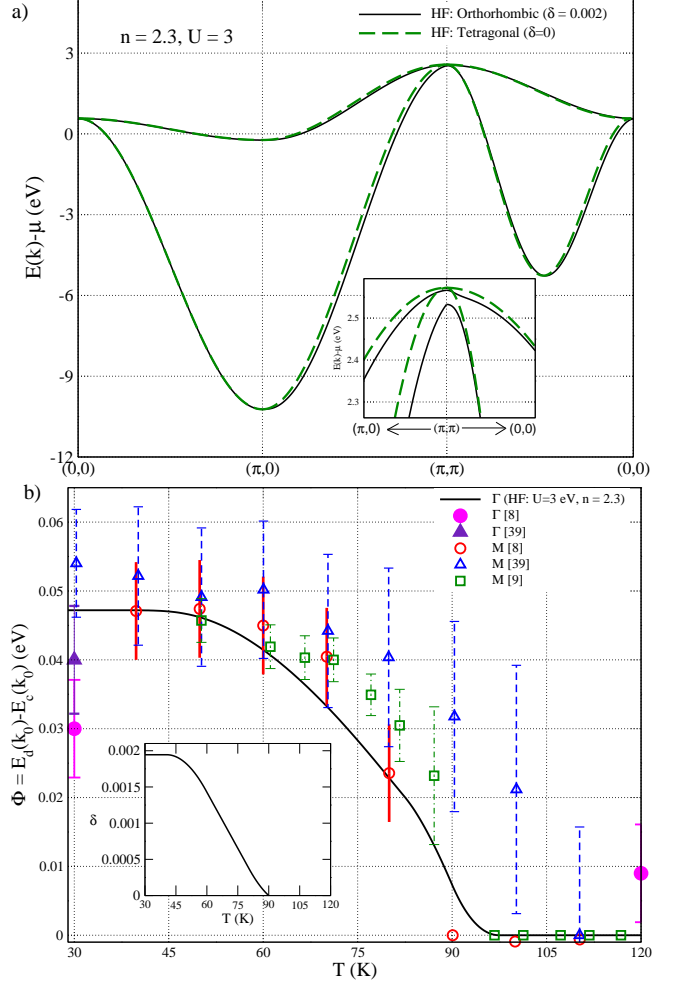 a)
n = 2.3, U = 3
HF: Orthorhombic (δ = 0.002)
HF: Tetragonal (δ=0)
E(k)-μ (eV)
3
0
-3
-6
-9
-12
(0,0)
(π,0)
(π,π)
(0,0)
E(k)-μ (eV)
2.5
2.4
2.3
(π,0)
(π,π)
(0,0)
b)
Γ (HF: U=3 eV, n = 2.3)
Γ [8]
Γ [39]
M [8]
M [39]
M [9]
Φ = E_d(k_0)-E_c(k_0) (eV)
0.06
0.05
0.04
0.03
0.02
0.01
0
30
45
60
75
90
105
120
T (K)
δ
0.002
0.0015
0.001
0.0005
0
30
45
60
75
90
105
120
T (K)